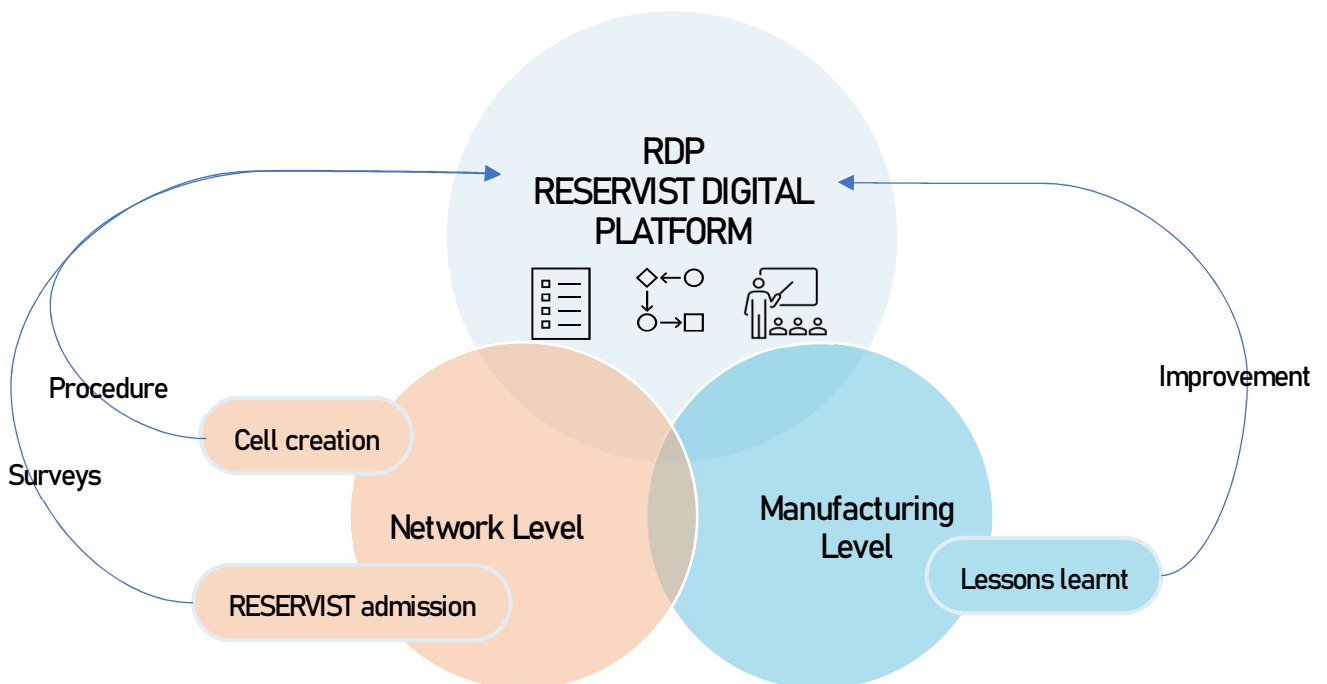 RDP
RESERVIST DIGITAL
PLATFORM
Procedure
Improvement
Cell creation
Surveys
Network Level
Manufacturing
Level
Lessons learnt
RESERVIST admission